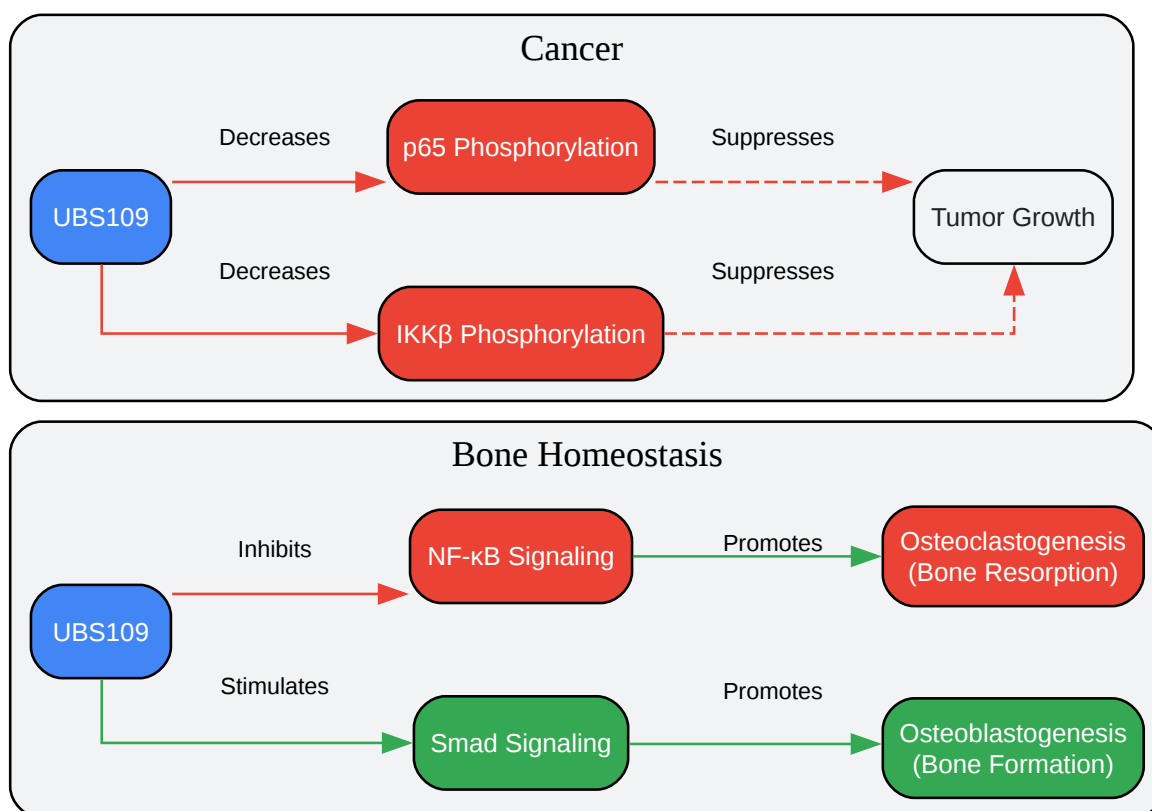 Cancer
Decreases
p65 Phosphorylation
Suppresses
UBS109
Tumor Growth
Decreases
Suppresses
IKKβ Phosphorylation
Bone Homeostasis
Inhibits
NF-κB Signaling
Promotes
Osteoclastogenesis
(Bone Resorption)
UBS109
Stimulates
Smad Signaling
Promotes
Osteoblastogenesis
(Bone Formation)